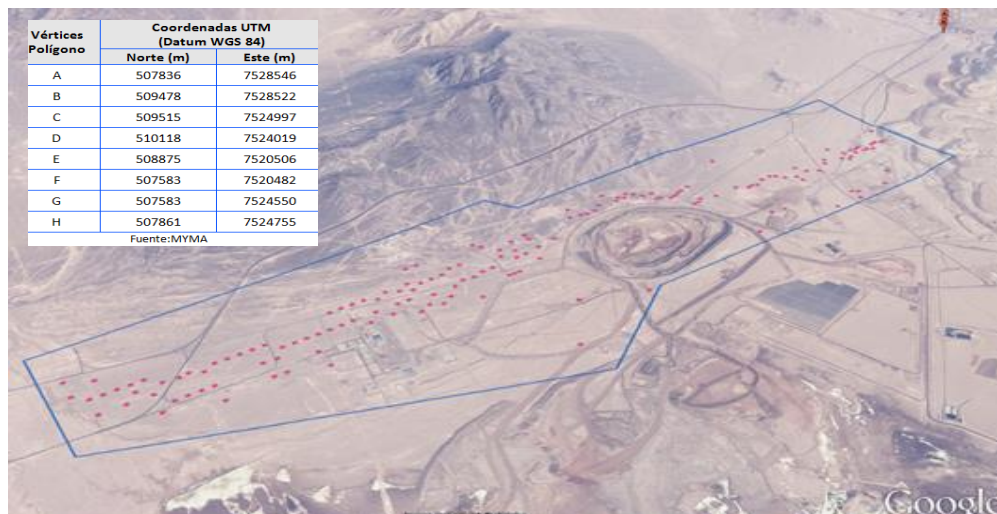 Vértices Polígono | Coordenadas UTM (Datum WGS 84)
Norte (m) | Este (m)
A | 507836 | 7528546
B | 509478 | 7528522
C | 509515 | 7524997
D | 510118 | 7524019
E | 508875 | 7520506
F | 507583 | 7520482
G | 507583 | 7524550
H | 507861 | 7524755
Fuente:MYMA
Google